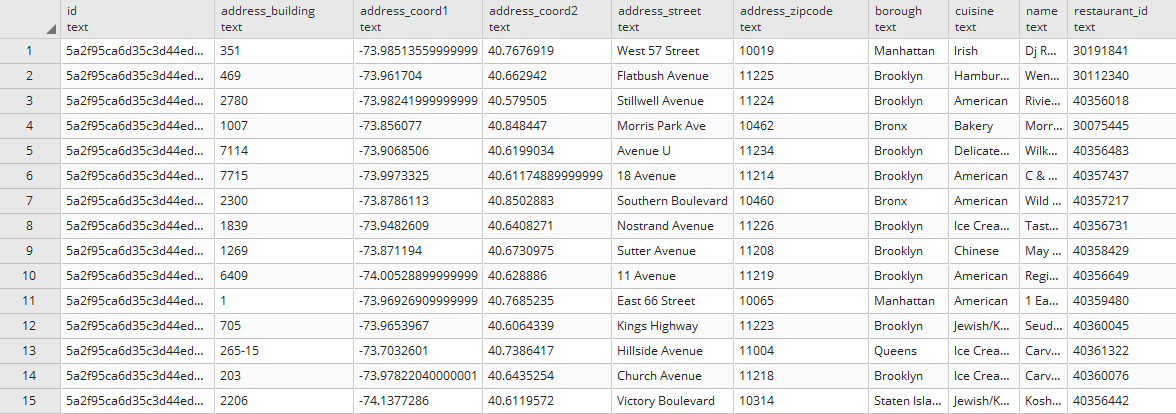 id address_building address_coord1 address_coord2 address_street address_zipcode borough cuisine name restaurant_id
text text text text text text text text text text
1 5a2f95ca6d35c3d44ed... 351 -73.98513559999999 40.7676919 West 57 Street 10019 Manhattan Irish Dj R... 30191841
2 5a2f95ca6d35c3d44ed... 469 -73.961704 40.662942 Flatbush Avenue 11225 Brooklyn Hambur... Wen... 30112340
3 5a2f95ca6d35c3d44ed... 2780 -73.98241999999999 40.579505 Stillwell Avenue 11224 Brooklyn American Rivie... 40356018
4 5a2f95ca6d35c3d44ed... 1007 -73.856077 40.848447 Morris Park Ave 10462 Bronx Bakery Morr... 30075445
5 5a2f95ca6d35c3d44ed... 7114 -73.9068506 40.6199034 Avenue U 11234 Brooklyn Delicate... Wilk... 40356483
6 5a2f95ca6d35c3d44ed... 7715 -73.9973325 40.61174889999999 18 Avenue 11214 Brooklyn American C & ... 40357437
7 5a2f95ca6d35c3d44ed... 2300 -73.8786113 40.8502883 Southern Boulevard 10460 Bronx American Wild ... 40357217
8 5a2f95ca6d35c3d44ed... 1839 -73.9482609 40.6408271 Nostrand Avenue 11226 Brooklyn Ice Crea... Tast... 40356731
9 5a2f95ca6d35c3d44ed... 1269 -73.871194 40.6730975 Sutter Avenue 11208 Brooklyn Chinese May ... 40358429
10 5a2f95ca6d35c3d44ed... 6409 -74.00528899999999 40.628886 11 Avenue 11219 Brooklyn American Regi... 40356649
11 5a2f95ca6d35c3d44ed... 1 -73.96926909999999 40.7685235 East 66 Street 10065 Manhattan American 1 Ea... 40359480
12 5a2f95ca6d35c3d44ed... 705 -73.9653967 40.6064339 Kings Highway 11223 Brooklyn Jewish/K... Seud... 40360045
13 5a2f95ca6d35c3d44ed... 265-15 -73.7032601 40.7386417 Hillside Avenue 11004 Queens Ice Crea... Carv... 40361322
14 5a2f95ca6d35c3d44ed... 203 -73.97822040000001 40.6435254 Church Avenue 11218 Brooklyn Ice Crea... Carv... 40360076
15 5a2f95ca6d35c3d44ed... 2206 -74.1377286 40.6119572 Victory Boulevard 10314 Staten Isla... Jewish/K... Kosh... 40356442